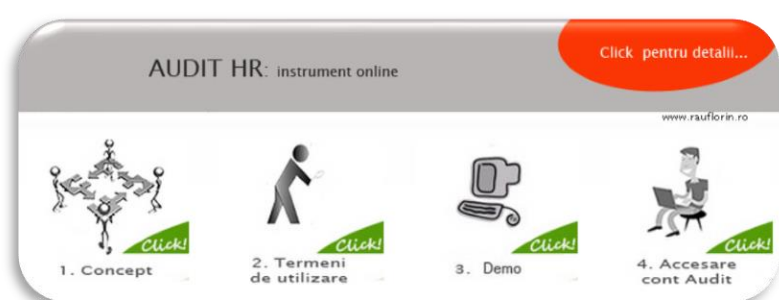 Click pentru detalii...
AUDIT HR: instrument online
www.rauflorin.ro
Click!
Click!
Click!
Click!
1. Concept
2. Termeni
de utilizare
3. Demo
4. Accesare
cont Audit